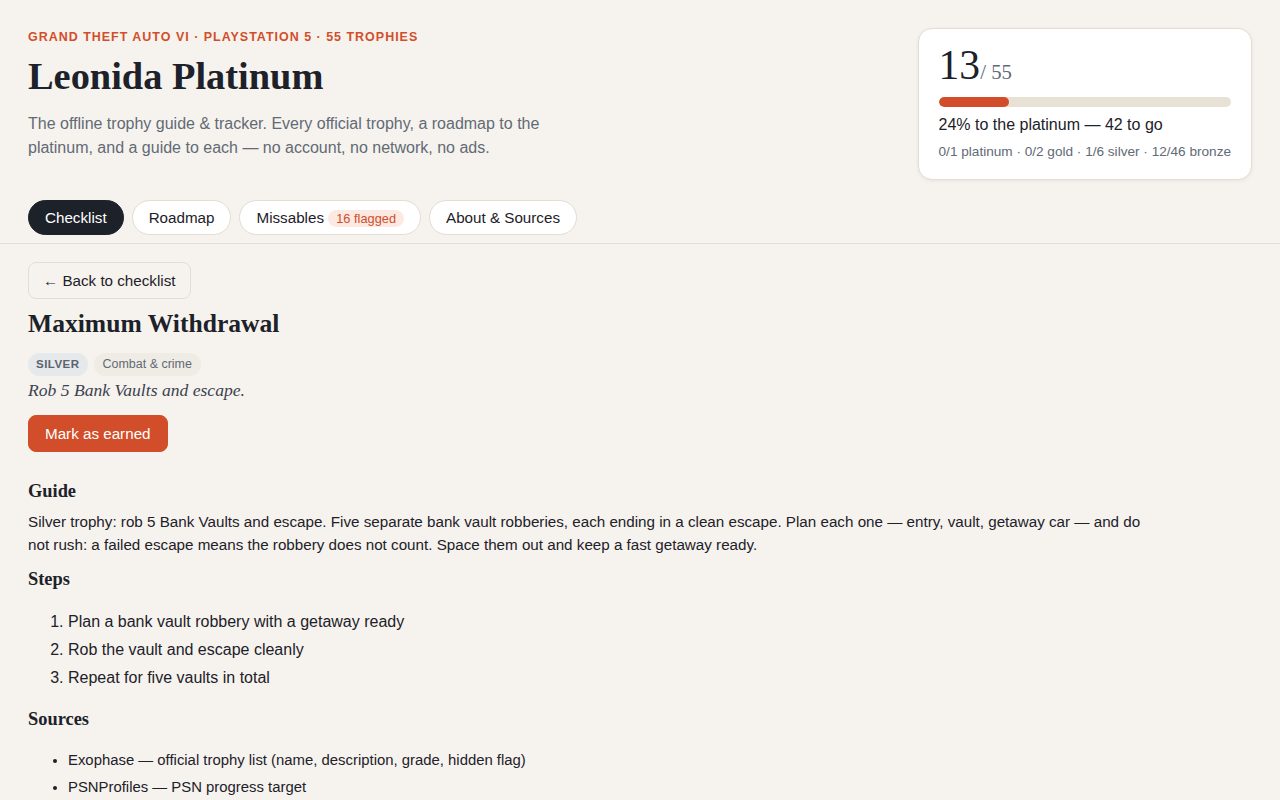 GRAND THEFT AUTO VI · PLAYSTATION 5 · 55 TROPHIES
Leonida Platinum
The offline trophy guide & tracker. Every official trophy, a roadmap to the
platinum, and a guide to each — no account, no network, no ads.
13/ 55
24% to the platinum — 42 to go
0/1 platinum · 0/2 gold · 1/6 silver · 12/46 bronze
Checklist
Roadmap
Missables 16 flagged
About & Sources
← Back to checklist
Maximum Withdrawal
SILVER
Combat & crime
Rob 5 Bank Vaults and escape.
Mark as earned
Guide
Silver trophy: rob 5 Bank Vaults and escape. Five separate bank vault robberies, each ending in a clean escape. Plan each one — entry, vault, getaway car — and do
not rush: a failed escape means the robbery does not count. Space them out and keep a fast getaway ready.
Steps
1. Plan a bank vault robbery with a getaway ready
2. Rob the vault and escape cleanly
3. Repeat for five vaults in total
Sources
• Exophase — official trophy list (name, description, grade, hidden flag)
• PSNProfiles — PSN progress target